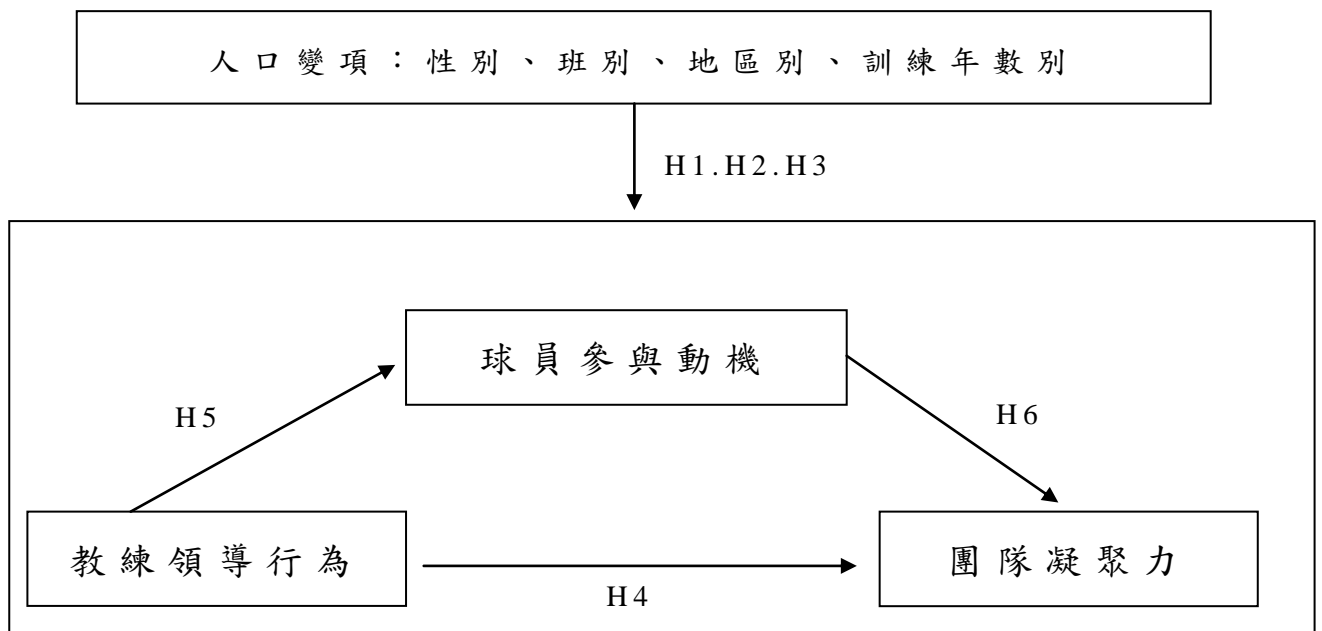 人口變項：性別、班別、地區別、訓練年數別
H1.H2.H3
球員參與動機
H5
H6
教練領導行為
團隊凝聚力
H4